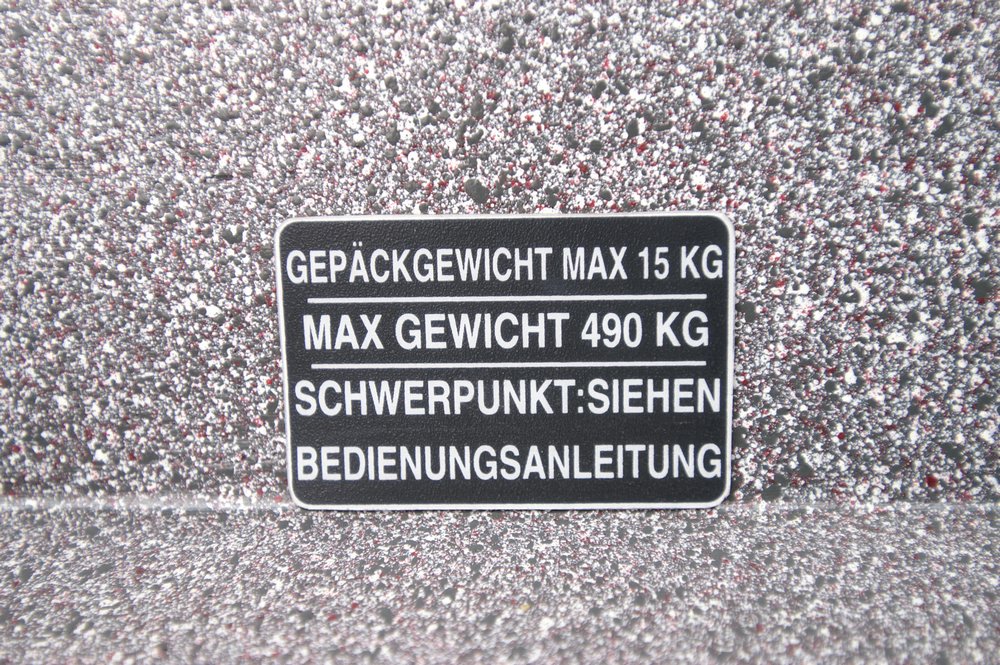 GEPÄCKGEWICHT MAX 15 KG
MAX GEWICHT 490 KG
SCHWERPUNKT:SIEHEN
BEDIENUNGSANLEITUNG